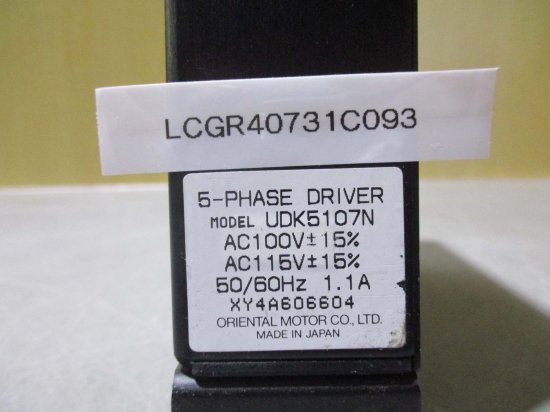 LCGR40731C093
5-PHASE DRIVER
MODEL UDK5107N
AC100V±15%
AC115V±15%
50/60Hz 1.1A
XY4A606604
ORIENTAL MOTOR CO., LTD.
MADE IN JAPAN